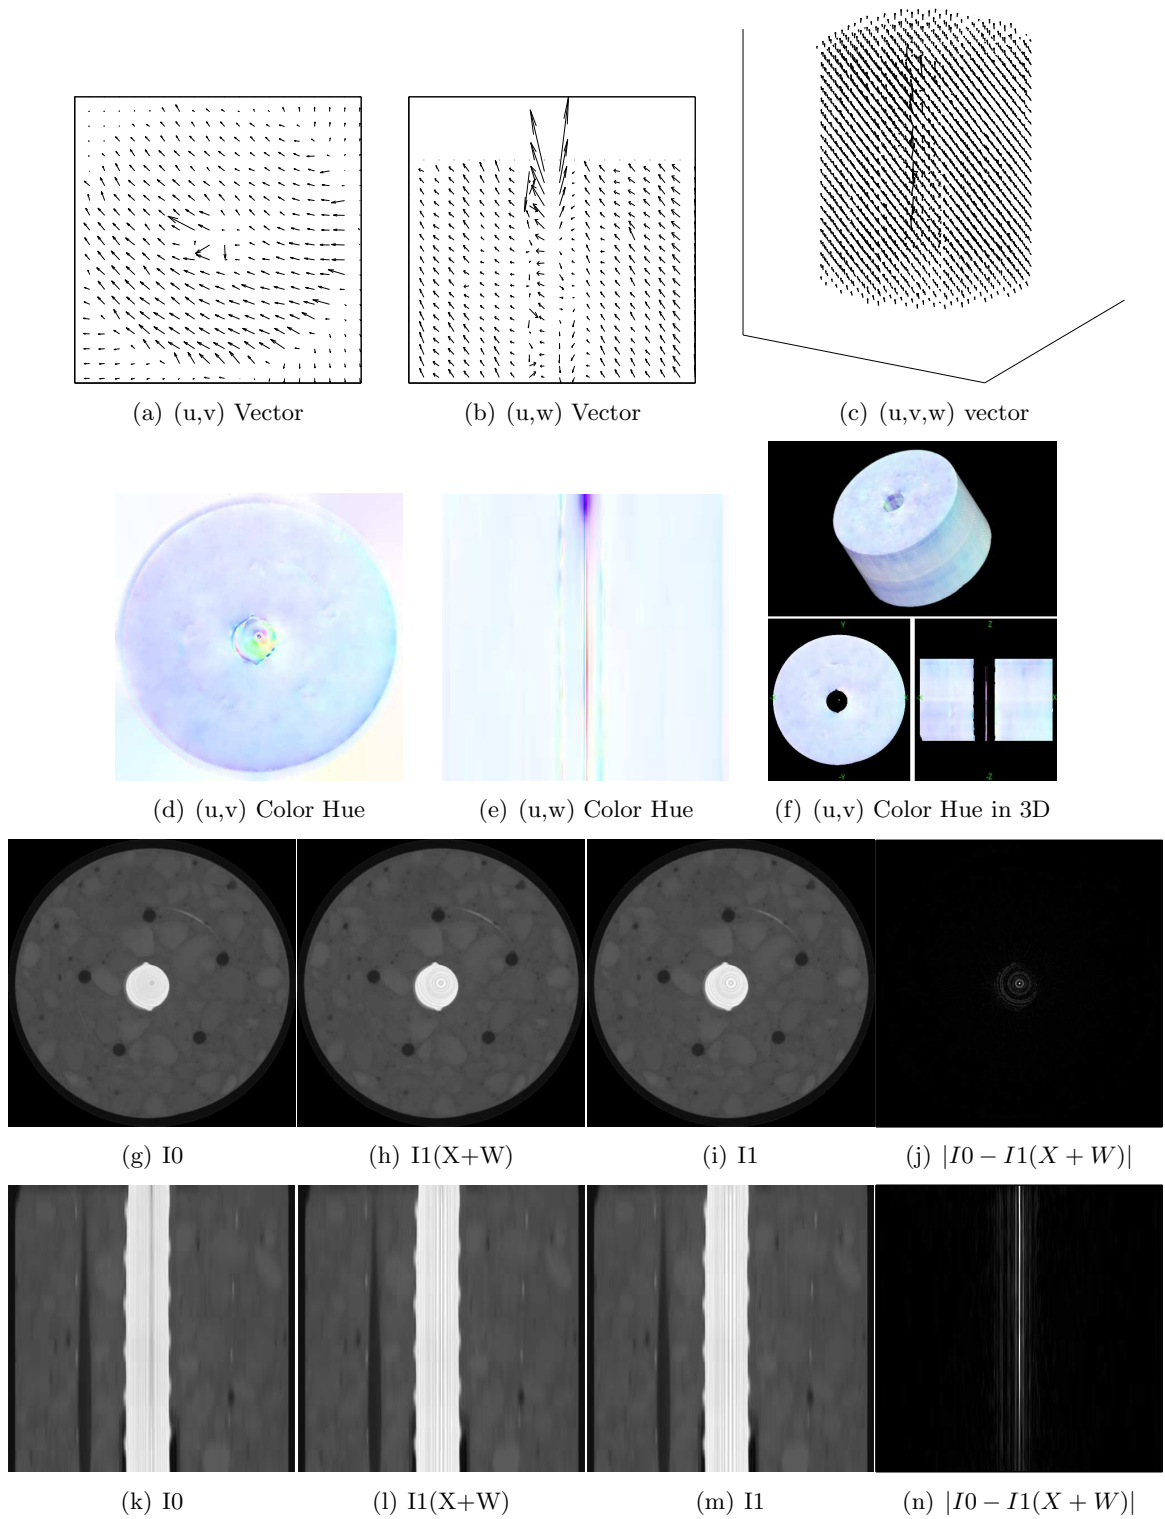 (a) (u,v) Vector
(b) (u,w) Vector
(c) (u,v,w) vector
Y
Z
X
-Y
-Z
(d) (u,v) Color Hue
(e) (u,w) Color Hue
(f) (u,v) Color Hue in 3D
(g) I0
(h) I1(X+W)
(i) I1
(j) |I0 − I1(X + W)|
(k) I0
(l) I1(X+W)
(m) I1
(n) |I0 − I1(X + W)|